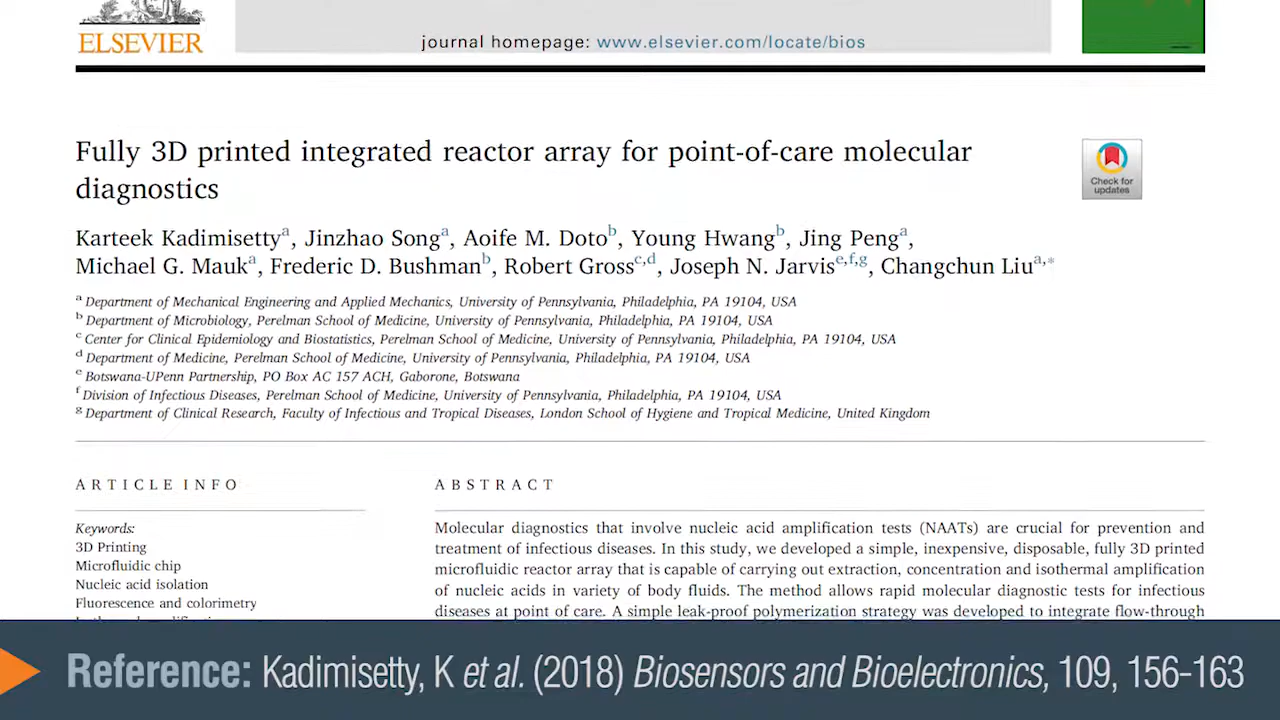 ELSEVIER
journal homepage: www.elsevier.com/locate/bios
Fully 3D printed integrated reactor array for point-of-care molecular
diagnostics
Check for
updates
Karteek Kadimisettyᵃ, Jinzhao Songᵃ, Aoife M. Dotoᵇ, Young Hwangᵇ, Jing Pengᵃ,
Michael G. Maukᵃ, Frederic D. Bushmanᵇ, Robert Grossᶜ,ᵈ, Joseph N. Jarvisᵉ,ᶠ,ᵍ, Changchun Liuᵃ,*
ᵃ Department of Mechanical Engineering and Applied Mechanics, University of Pennsylvania, Philadelphia, PA 19104, USA
ᵇ Department of Microbiology, Perelman School of Medicine, University of Pennsylvania, Philadelphia, PA 19104, USA
ᶜ Center for Clinical Epidemiology and Biostatistics, Perelman School of Medicine, University of Pennsylvania, Philadelphia, PA 19104, USA
ᵈ Department of Medicine, Perelman School of Medicine, University of Pennsylvania, Philadelphia, PA 19104, USA
ᵉ Botswana-UPenn Partnership, PO Box AC 157 ACH, Gaborone, Botswana
ᶠ Division of Infectious Diseases, Perelman School of Medicine, University of Pennsylvania, Philadelphia, PA 19104, USA
ᵍ Department of Clinical Research, Faculty of Infectious and Tropical Diseases, London School of Hygiene and Tropical Medicine, United Kingdom
ARTICLE INFO
Keywords:
3D Printing
Microfluidic chip
Nucleic acid isolation
Fluorescence and colorimetry
ABSTRACT
Molecular diagnostics that involve nucleic acid amplification tests (NAATs) are crucial for prevention and
treatment of infectious diseases. In this study, we developed a simple, inexpensive, disposable, fully 3D printed
microfluidic reactor array that is capable of carrying out extraction, concentration and isothermal amplification
of nucleic acids in variety of body fluids. The method allows rapid molecular diagnostic tests for infectious
diseases at point of care. A simple leak-proof polymerization strategy was developed to integrate flow-through
Reference: Kadimisetty, K et al. (2018) Biosensors and Bioelectronics, 109, 156-163